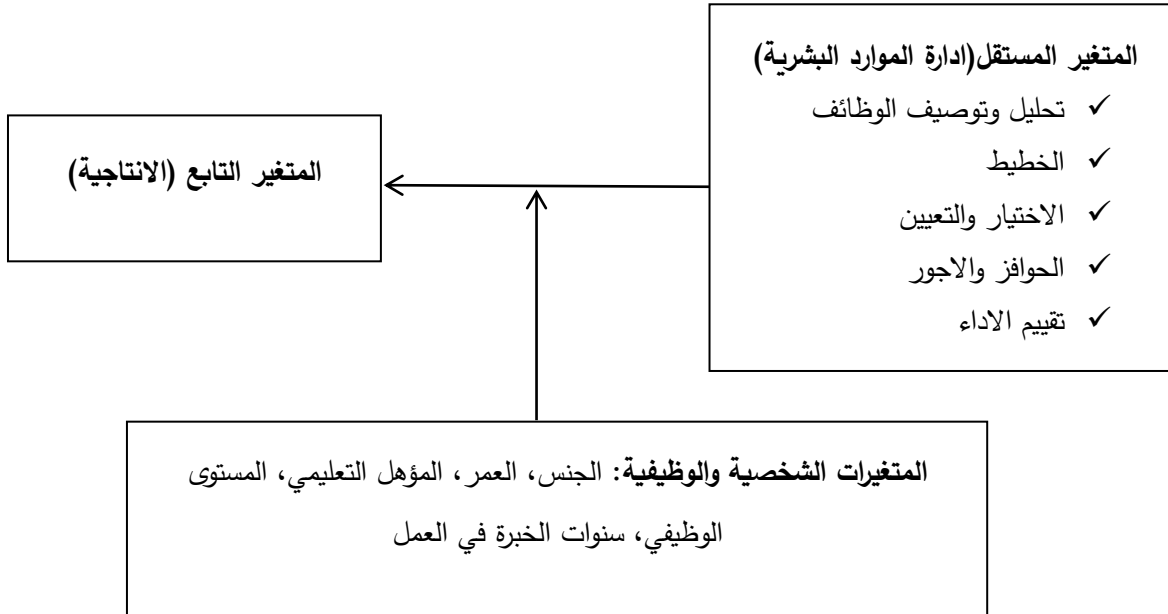 المتغير المستقل(ادارة الموارد البشرية)
✓ تحليل وتوصيف الوظائف
✓ الخطيط
✓ الاختيار والتعيين
✓ الحوافز والاجور
✓ تقييم الاداء
المتغير التابع (الانتاجية)
المتغيرات الشخصية والوظيفية: الجنس، العمر، المؤهل التعليمي، المستوى
الوظيفي، سنوات الخبرة في العمل